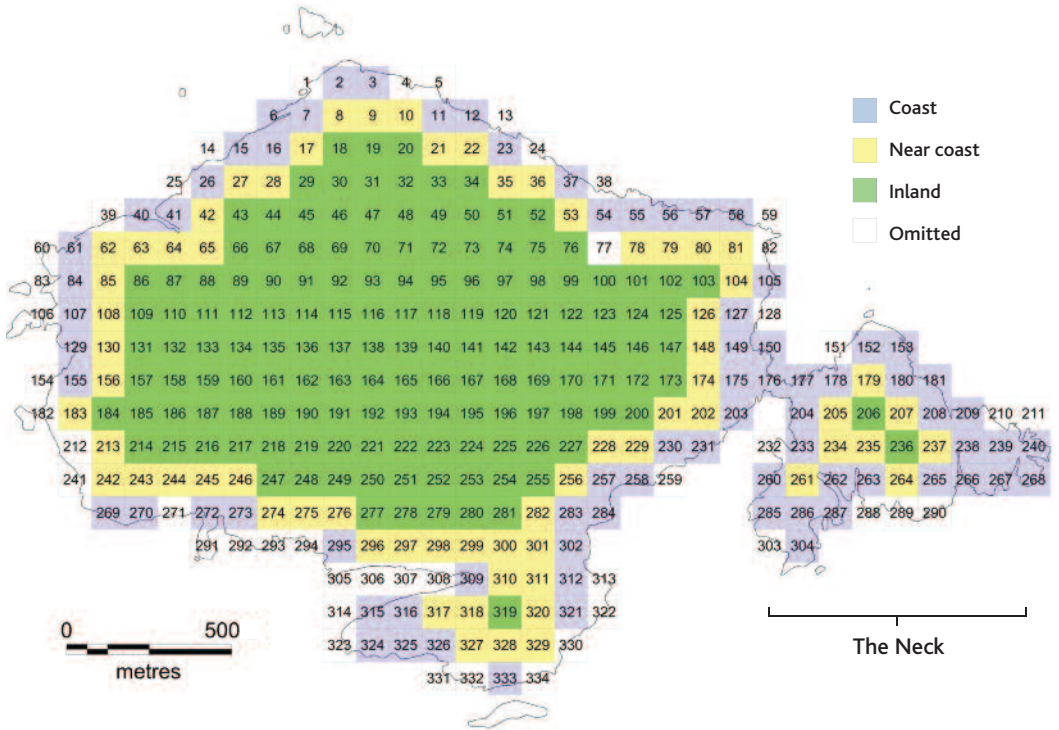 1 2 3 4 5
6 7 8 9 10 11 12 13
14 15 16 17 18 19 20 21 22 23 24
25 26 27 28 29 30 31 32 33 34 35 36 37 38
39 40 41 42 43 44 45 46 47 48 49 50 51 52 53 54 55 56 57 58 59
60 61 62 63 64 65 66 67 68 69 70 71 72 73 74 75 76 77 78 79 80 81 82
83 84 85 86 87 88 89 90 91 92 93 94 95 96 97 98 99 100 101 102 103 104 105
106 107 108 109 110 111 112 113 114 115 116 117 118 119 120 121 122 123 124 125 126 127 128
129 130 131 132 133 134 135 136 137 138 139 140 141 142 143 144 145 146 147 148 149 150 151 152 153
154 155 156 157 158 159 160 161 162 163 164 165 166 167 168 169 170 171 172 173 174 175 176 177 178 179 180 181
182 183 184 185 186 187 188 189 190 191 192 193 194 195 196 197 198 199 200 201 202 203 204 205 206 207 208 209 210 211
212 213 214 215 216 217 218 219 220 221 222 223 224 225 226 227 228 229 230 231 232 233 234 235 236 237 238 239 240
241 242 243 244 245 246 247 248 249 250 251 252 253 254 255 256 257 258 259 260 261 262 263 264 265 266 267 268
269 270 271 272 273 274 275 276 277 278 279 280 281 282 283 284 285 286 287 288 289 290
291 292 293 294 295 296 297 298 299 300 301 302 303 304
305 306 307 308 309 310 311 312 313
314 315 316 317 318 319 320 321 322
323 324 325 326 327 328 329 330
331 332 333 334
Coast
Near coast
Inland
Omitted
0 500
metres
The Neck